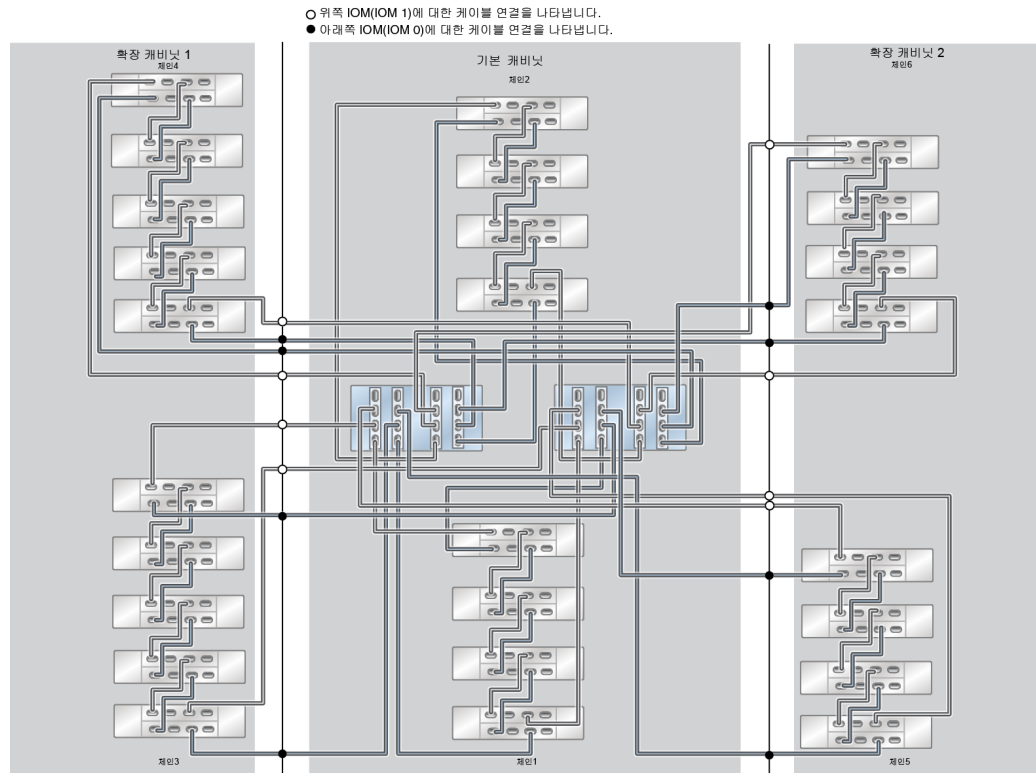 위쪽 IOM(IOM 1)에 대한 케이블 연결을 나타냅니다.
아래쪽 IOM(IOM 0)에 대한 케이블 연결을 나타냅니다.
확장 캐비닛 1
체인4
기본 캐비닛
체인2
확장 캐비닛 2
체인6
체인3
체인1
체인5